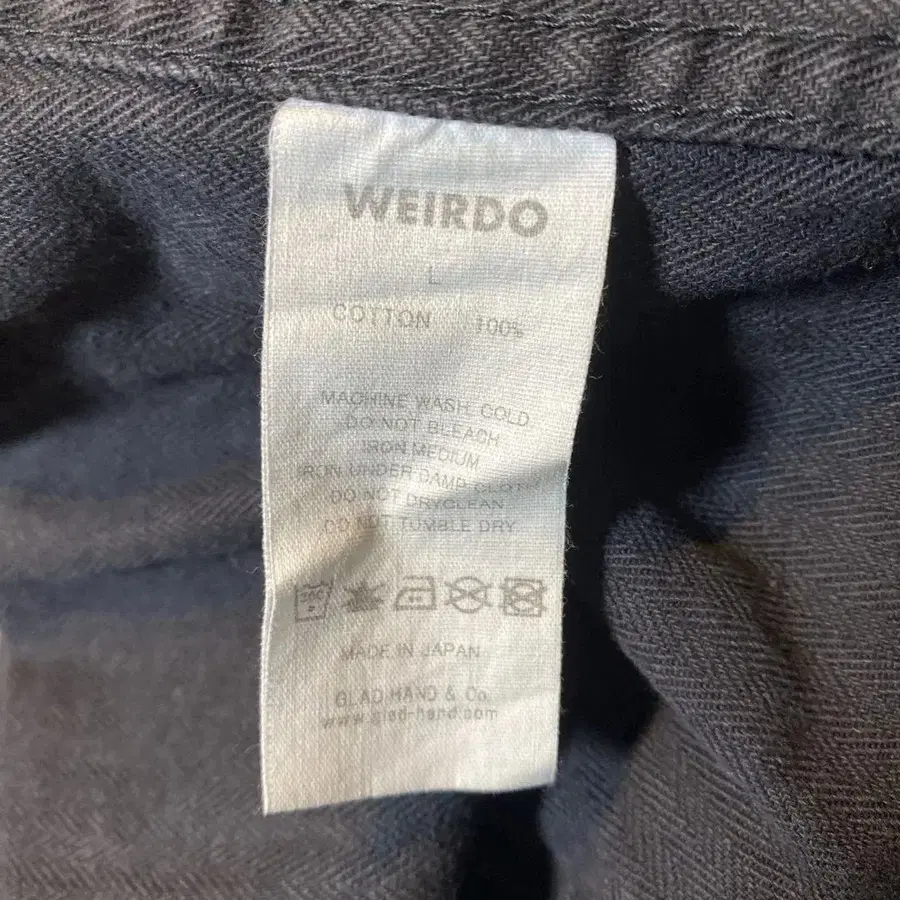 WEIRDO
L
COTTON 100%
MACHINE WASH, COLD
DO NOT BLEACH
IRON MEDIUM
IRON UNDER DAMP CLOTH
DO NOT DRYCLEAN
DO NOT TUMBLE DRY
MADE IN JAPAN
GLAD HAND & Co.
www.glad-hand.com